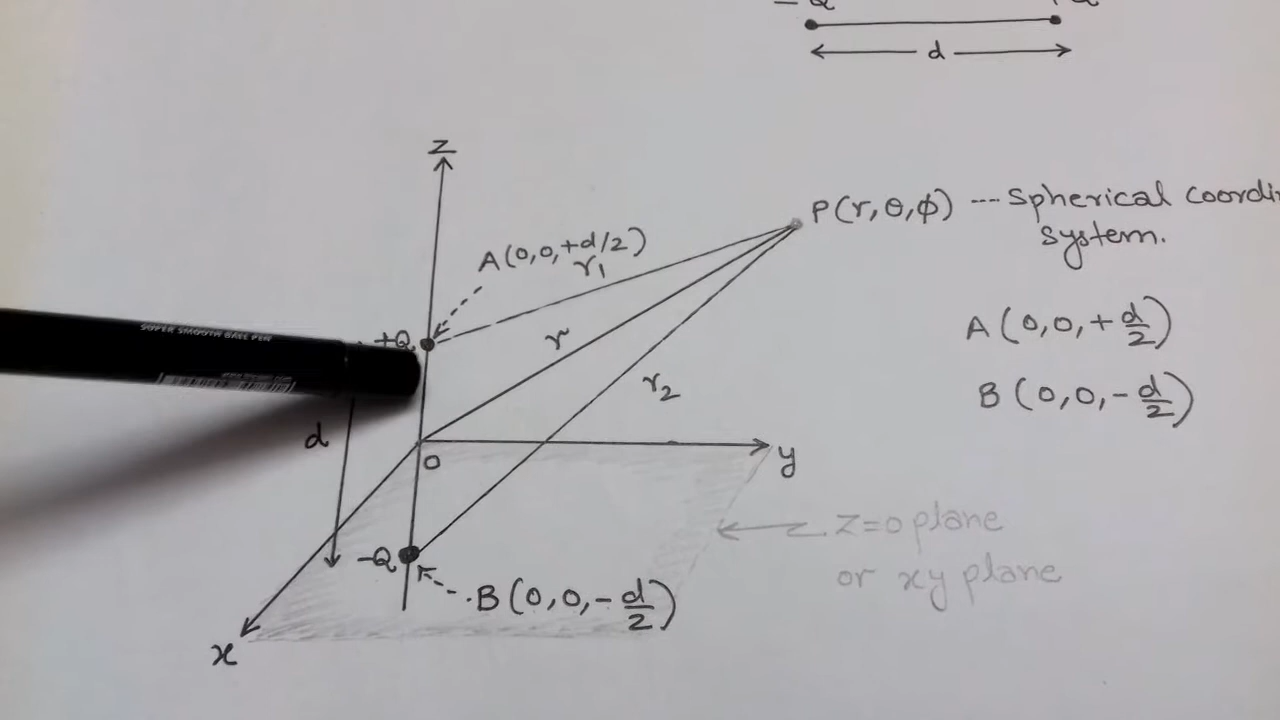 d
z
P(r,θ,ϕ) --- Spherical coordi
system.
A(0,0,+d/2)
r₁
A(0,0,+d/2)
SUPER SMOOTH BALL PEN
+Q
r
r₂
B(0,0,-d/2)
d
0
y
z=0 plane
-Q
or xy plane
B(0,0,-d/2)
x